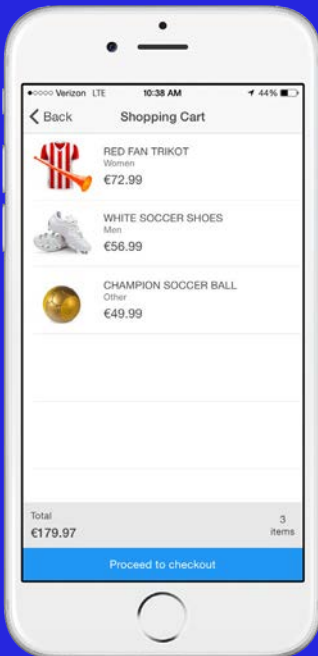 Verizon LTE 10:38 AM 44%
Back Shopping Cart
RED FAN TRIKOT
Women
€72.99
WHITE SOCCER SHOES
Men
€56.99
CHAMPION SOCCER BALL
Other
€49.99
Total 3
€179.97 items
Proceed to checkout